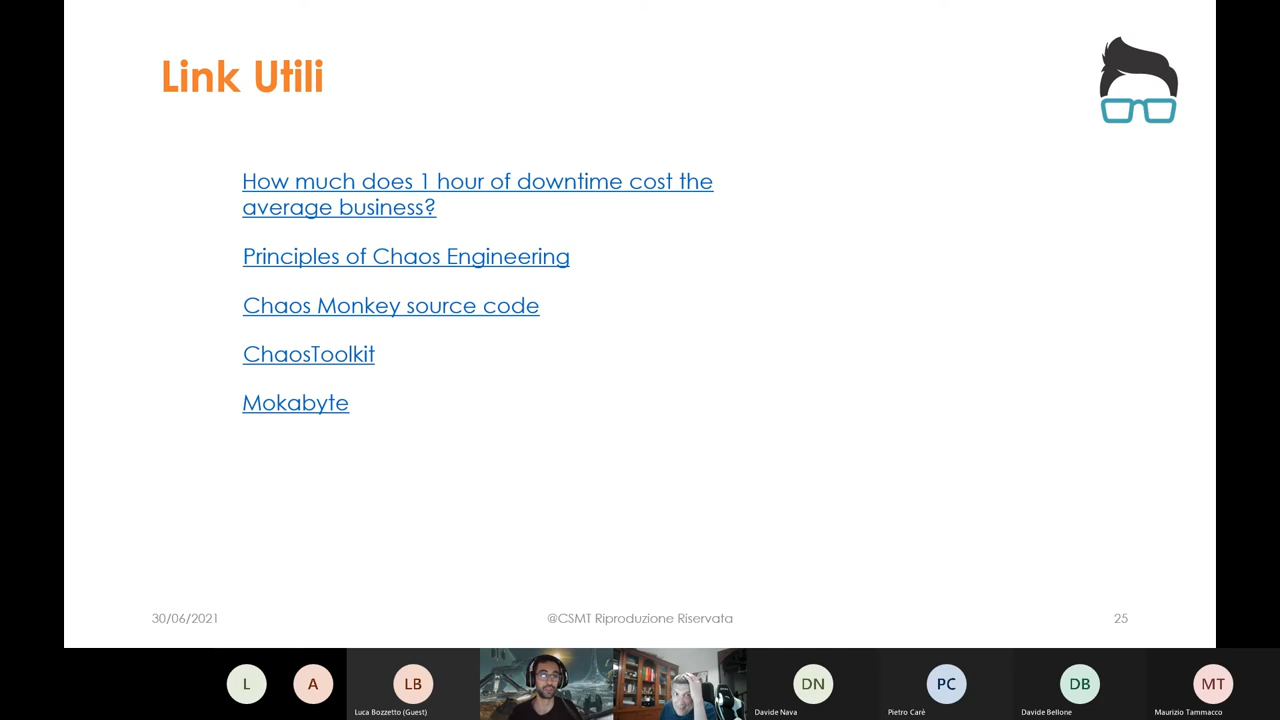 Link Utili
How much does 1 hour of downtime cost the
average business?
Principles of Chaos Engineering
Chaos Monkey source code
ChaosToolkit
Mokabyte
30/06/2021
@CSMT Riproduzione Riservata
25
L
A
LB
DN
PC
DB
MT
Luca Bozzetto (Guest)
Davide Nava
Pietro Carè
Davide Bellone
Maurizio Tammacco